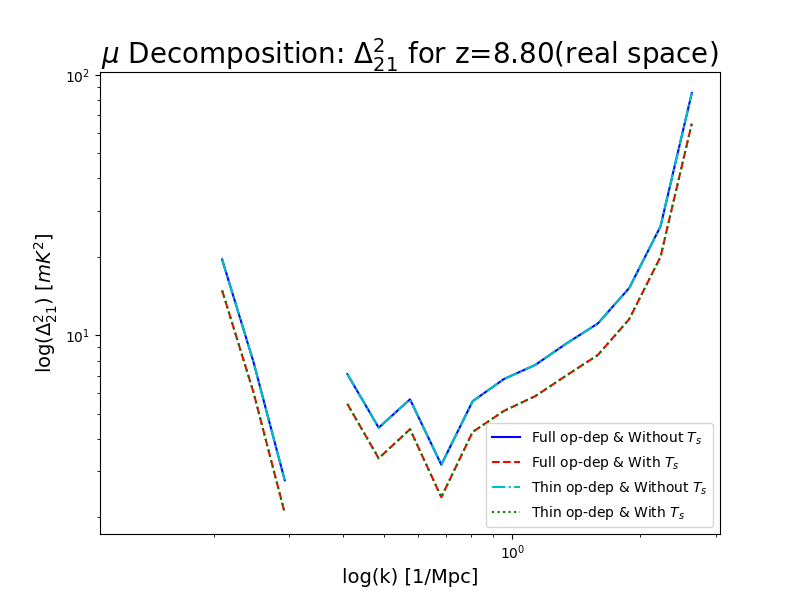 μ Decomposition: Δ²₂₁ for z=8.80(real space)
log(Δ²₂₁) [mK²]
10²
10¹
10⁰
log(k) [1/Mpc]
Full op-dep & Without Tₛ
Full op-dep & With Tₛ
Thin op-dep & Without Tₛ
Thin op-dep & With Tₛ